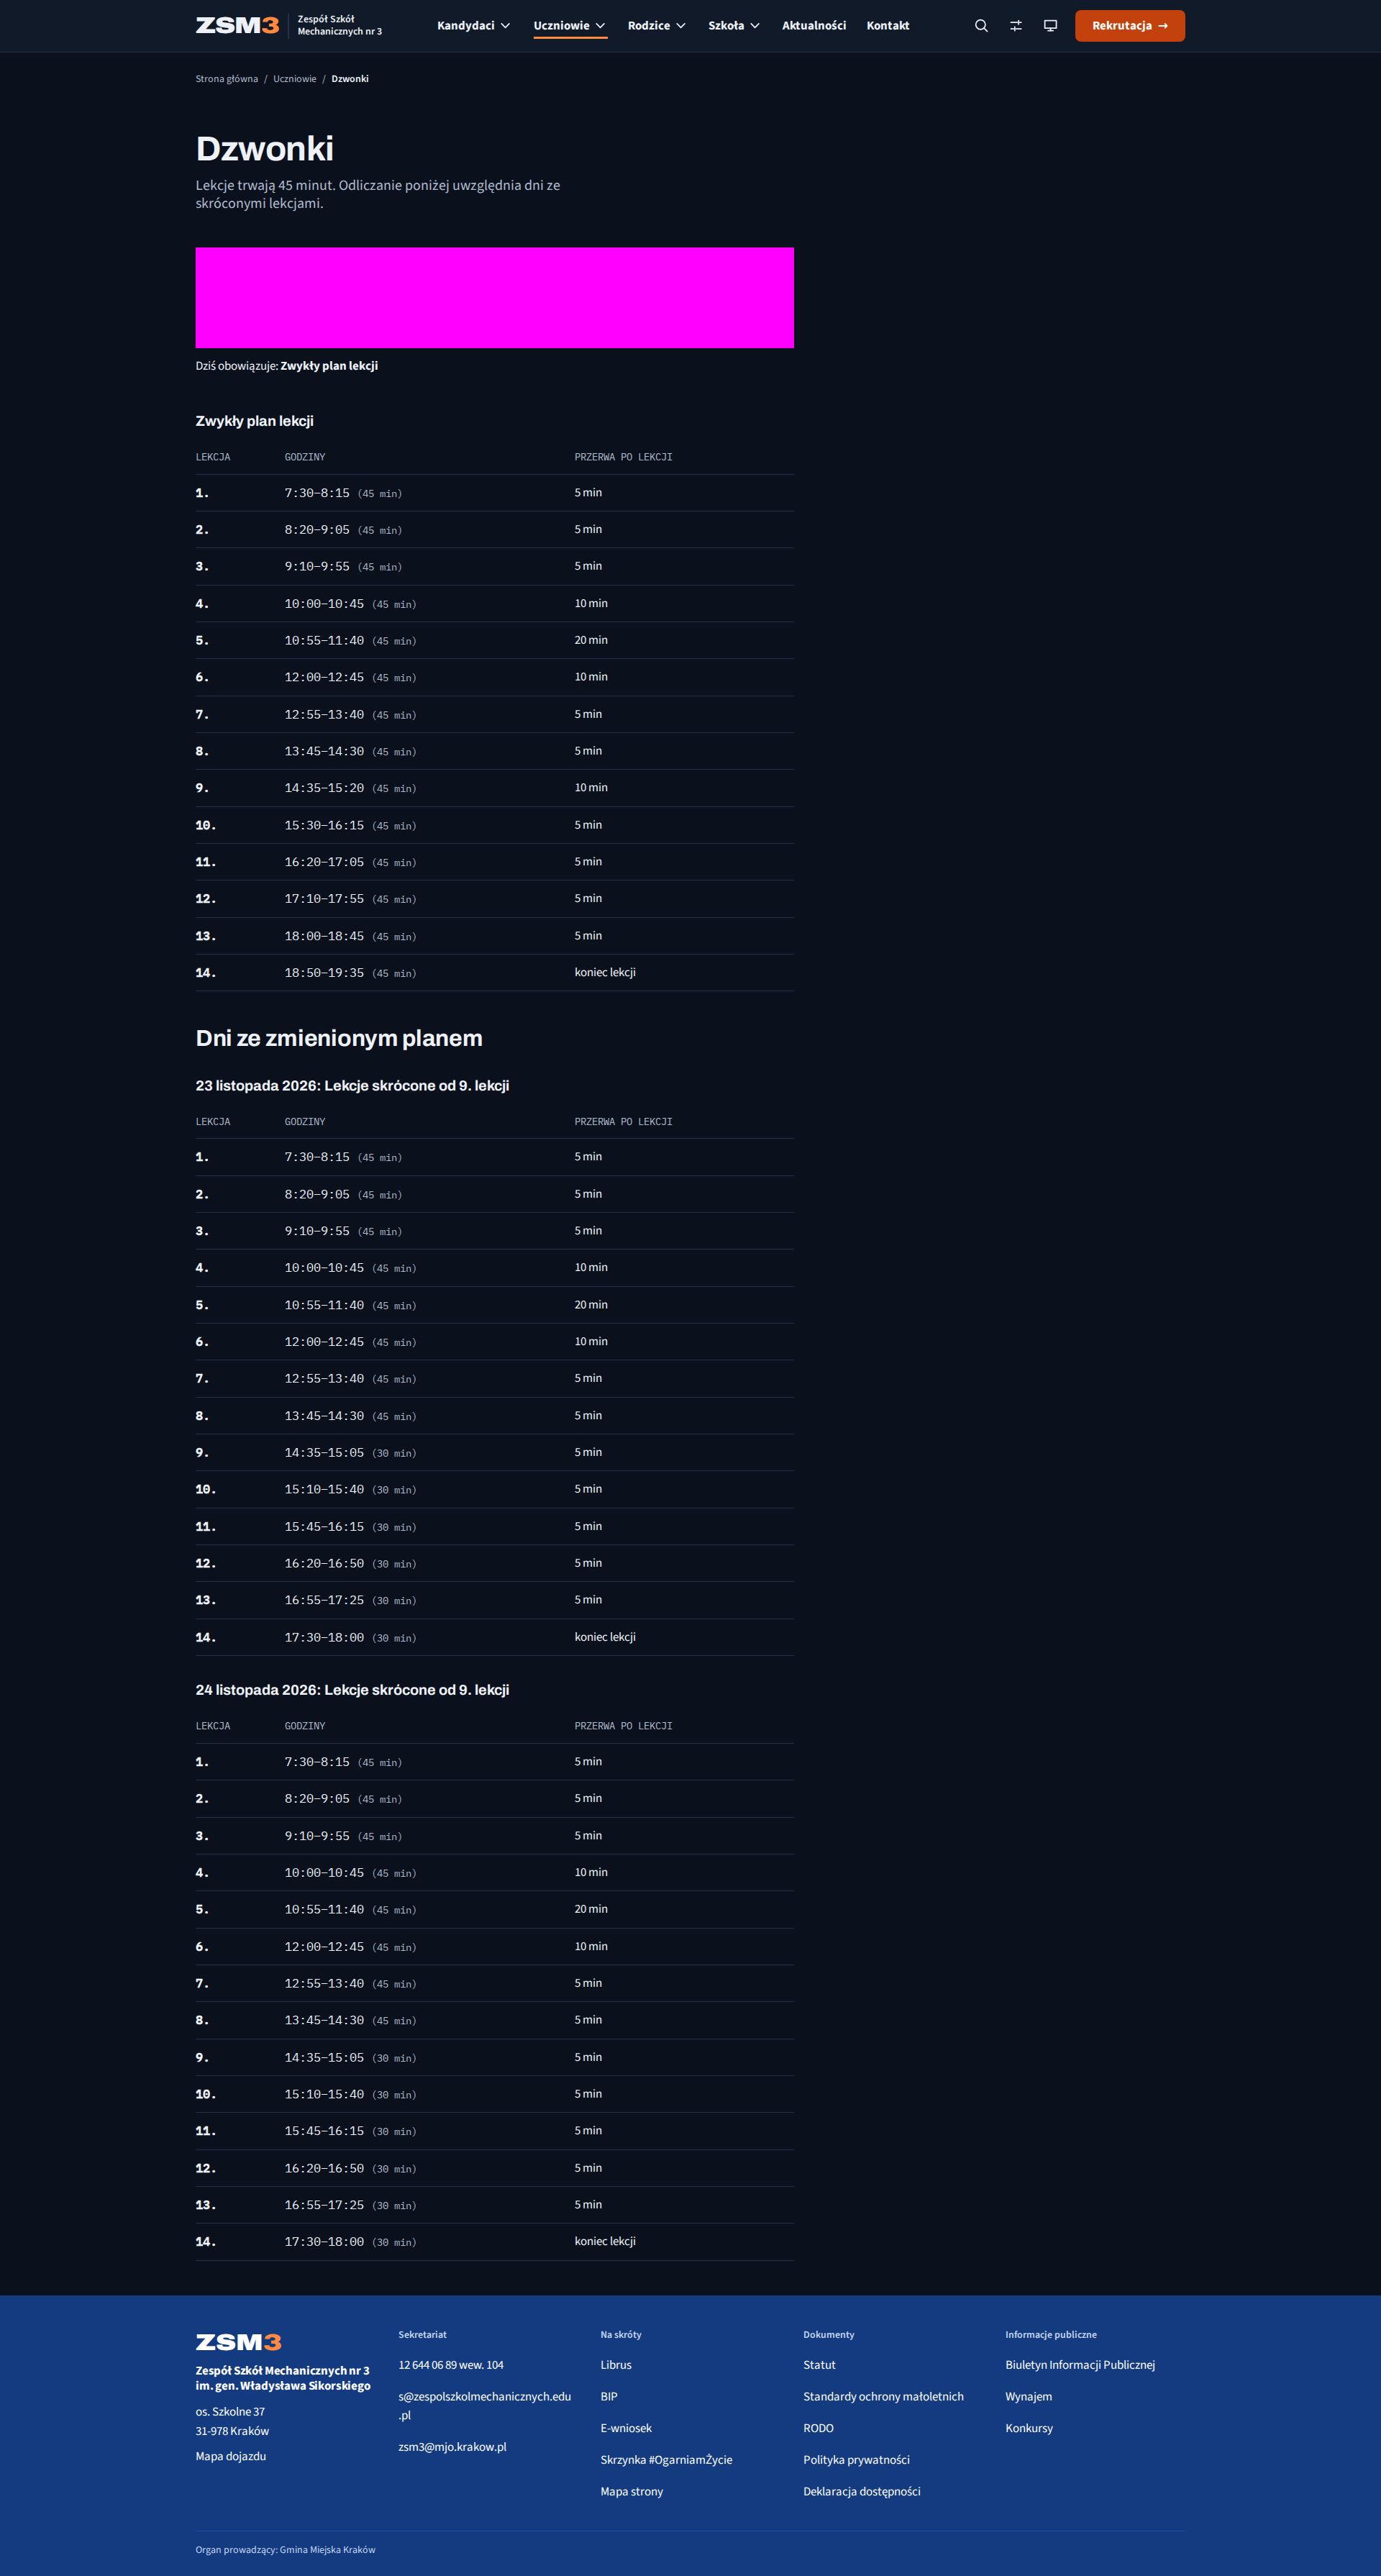 ZSM3 Zespół Szkół Mechanicznych nr 3 Kandydaci Uczniowie Rodzice Szkoła Aktualności Kontakt Rekrutacja →
Strona główna / Uczniowie / Dzwonki
Dzwonki
Lekcje trwają 45 minut. Odliczanie poniżej uwzględnia dni ze
skróconymi lekcjami.
Dziś obowiązuje: Zwykły plan lekcji
Zwykły plan lekcji
LEKCJA GODZINY PRZERWA PO LEKCJI
1. 7:30–8:15 (45 min) 5 min
2. 8:20–9:05 (45 min) 5 min
3. 9:10–9:55 (45 min) 5 min
4. 10:00–10:45 (45 min) 10 min
5. 10:55–11:40 (45 min) 20 min
6. 12:00–12:45 (45 min) 10 min
7. 12:55–13:40 (45 min) 5 min
8. 13:45–14:30 (45 min) 5 min
9. 14:35–15:20 (45 min) 10 min
10. 15:30–16:15 (45 min) 5 min
11. 16:20–17:05 (45 min) 5 min
12. 17:10–17:55 (45 min) 5 min
13. 18:00–18:45 (45 min) 5 min
14. 18:50–19:35 (45 min) koniec lekcji
Dni ze zmienionym planem
23 listopada 2026: Lekcje skrócone od 9. lekcji
LEKCJA GODZINY PRZERWA PO LEKCJI
1. 7:30–8:15 (45 min) 5 min
2. 8:20–9:05 (45 min) 5 min
3. 9:10–9:55 (45 min) 5 min
4. 10:00–10:45 (45 min) 10 min
5. 10:55–11:40 (45 min) 20 min
6. 12:00–12:45 (45 min) 10 min
7. 12:55–13:40 (45 min) 5 min
8. 13:45–14:30 (45 min) 5 min
9. 14:35–15:05 (30 min) 5 min
10. 15:10–15:40 (30 min) 5 min
11. 15:45–16:15 (30 min) 5 min
12. 16:20–16:50 (30 min) 5 min
13. 16:55–17:25 (30 min) 5 min
14. 17:30–18:00 (30 min) koniec lekcji
24 listopada 2026: Lekcje skrócone od 9. lekcji
LEKCJA GODZINY PRZERWA PO LEKCJI
1. 7:30–8:15 (45 min) 5 min
2. 8:20–9:05 (45 min) 5 min
3. 9:10–9:55 (45 min) 5 min
4. 10:00–10:45 (45 min) 10 min
5. 10:55–11:40 (45 min) 20 min
6. 12:00–12:45 (45 min) 10 min
7. 12:55–13:40 (45 min) 5 min
8. 13:45–14:30 (45 min) 5 min
9. 14:35–15:05 (30 min) 5 min
10. 15:10–15:40 (30 min) 5 min
11. 15:45–16:15 (30 min) 5 min
12. 16:20–16:50 (30 min) 5 min
13. 16:55–17:25 (30 min) 5 min
14. 17:30–18:00 (30 min) koniec lekcji
ZSM3
Zespół Szkół Mechanicznych nr 3
im. gen. Władysława Sikorskiego
os. Szkolne 37
31-978 Kraków
Mapa dojazdu
Sekretariat
12 644 06 89 wew. 104
s@zespolszkolmechanicznych.edu
.pl
zsm3@mjo.krakow.pl
Na skróty
Librus
BIP
E-wniosek
Skrzynka #OgarniamŻycie
Mapa strony
Dokumenty
Statut
Standardy ochrony małoletnich
RODO
Polityka prywatności
Deklaracja dostępności
Informacje publiczne
Biuletyn Informacji Publicznej
Wynajem
Konkursy
Organ prowadzący: Gmina Miejska Kraków